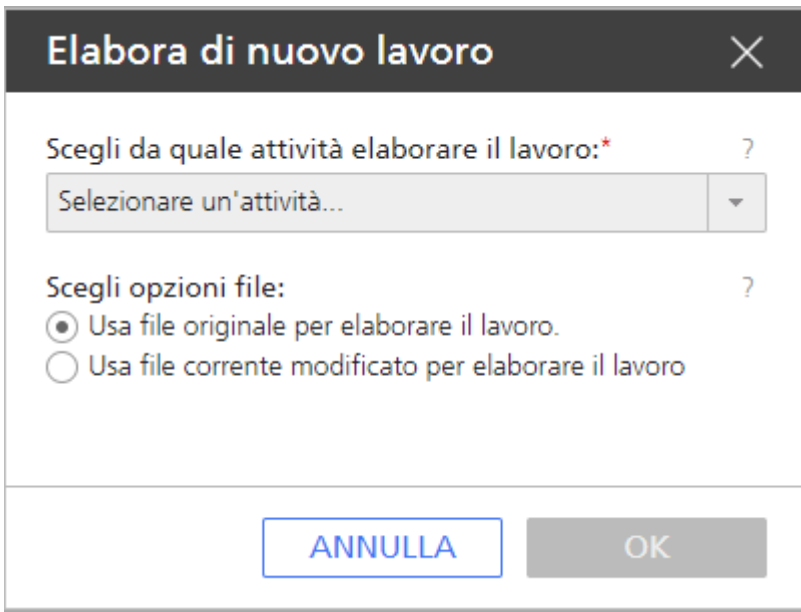 Elabora di nuovo lavoro
Scegli da quale attività elaborare il lavoro:* ?
Selezionare un'attività...
Scegli opzioni file: ?
Usa file originale per elaborare il lavoro.
Usa file corrente modificato per elaborare il lavoro
ANNULLA OK